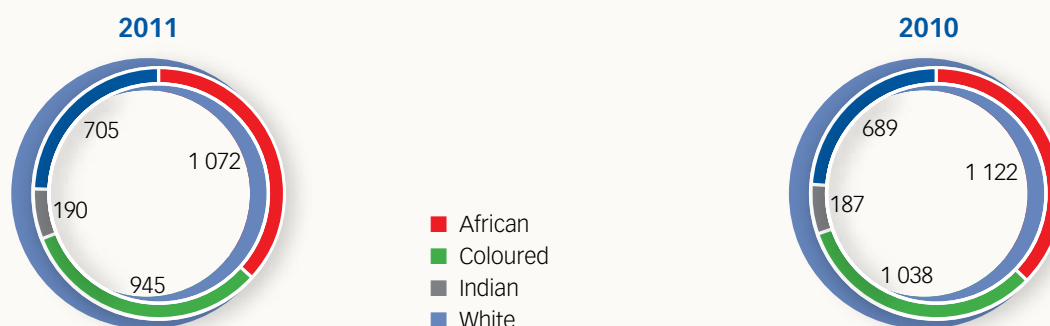 2011
2010
705
1 072
190
945
African
Coloured
Indian
White
689
1 122
187
1 038